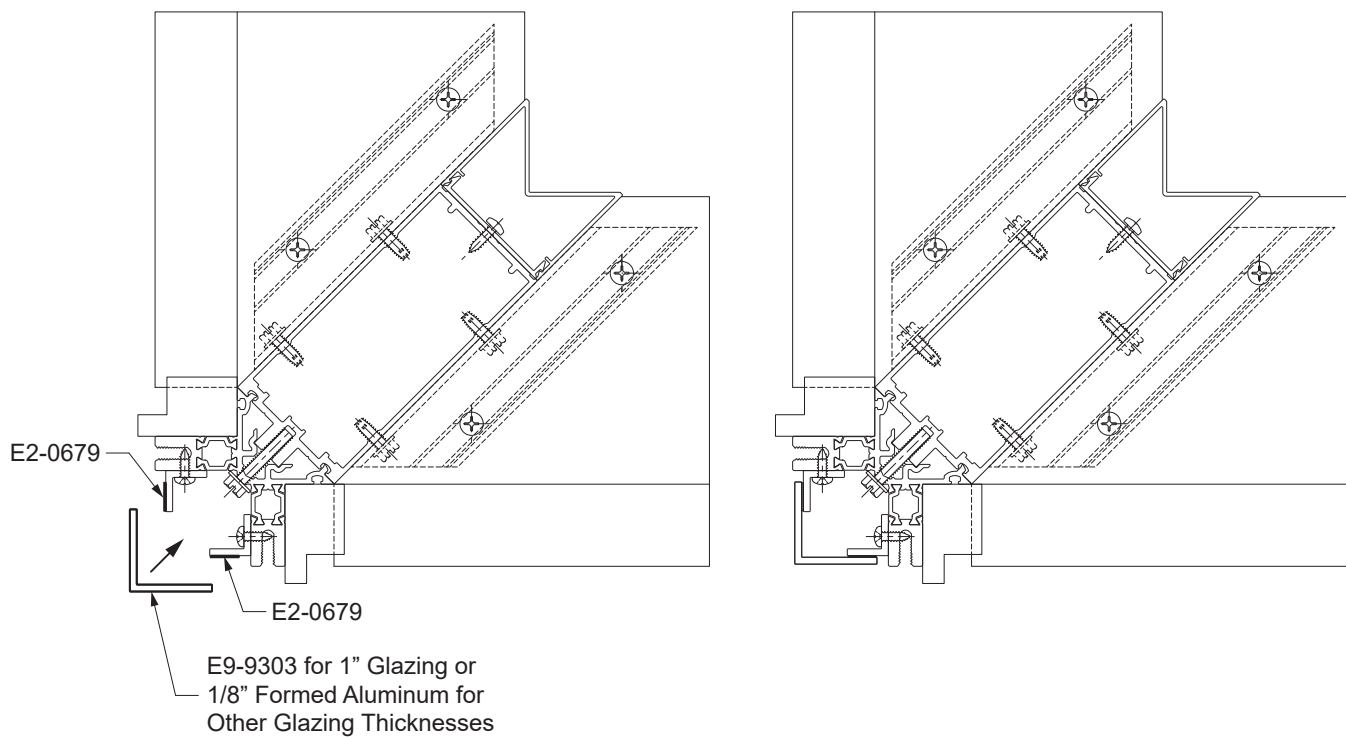 E2-0679
E2-0679
E9-9303 for 1” Glazing or
1/8” Formed Aluminum for
Other Glazing Thicknesses